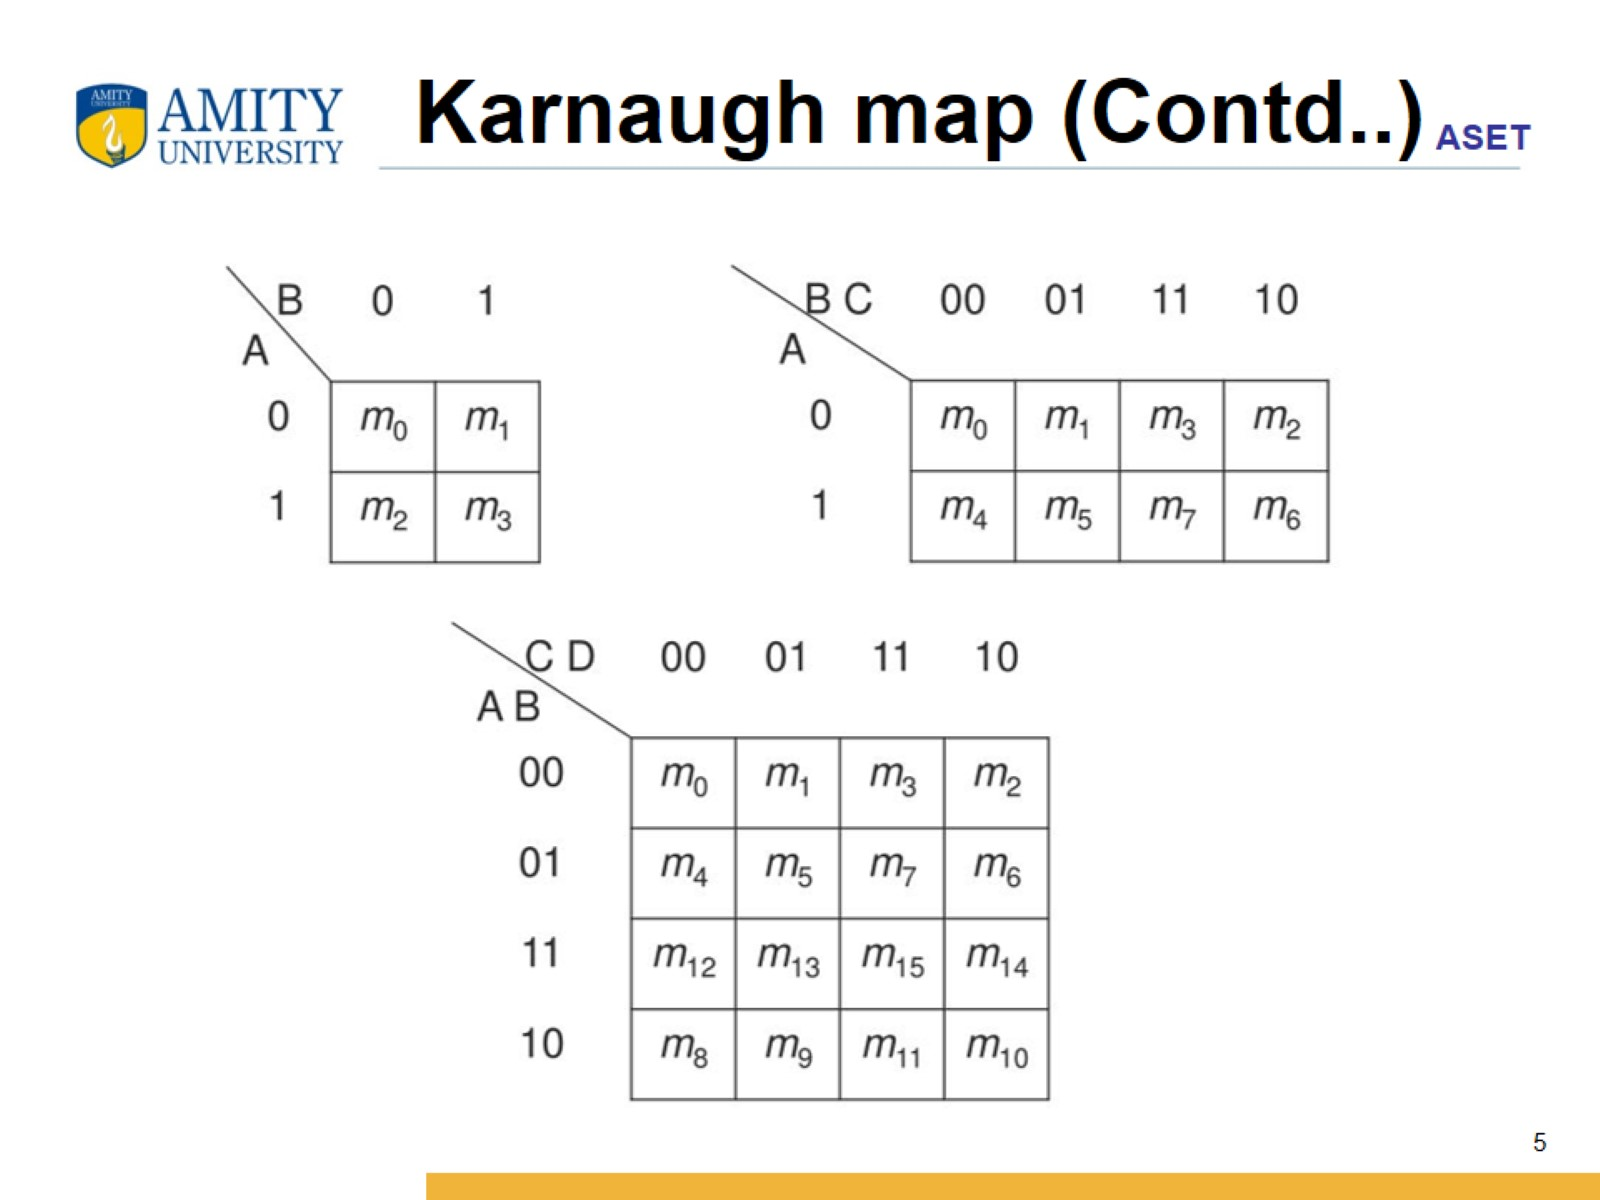 AMITY
UNIVERSITY
AMITY
UNIVERSITY
Karnaugh map (Contd..) ASET
B 0 1
A
0 m0 m1
1 m2 m3
B C 00 01 11 10
A
0 m0 m1 m3 m2
1 m4 m5 m7 m6
C D 00 01 11 10
A B
00 m0 m1 m3 m2
01 m4 m5 m7 m6
11 m12 m13 m15 m14
10 m8 m9 m11 m10
5